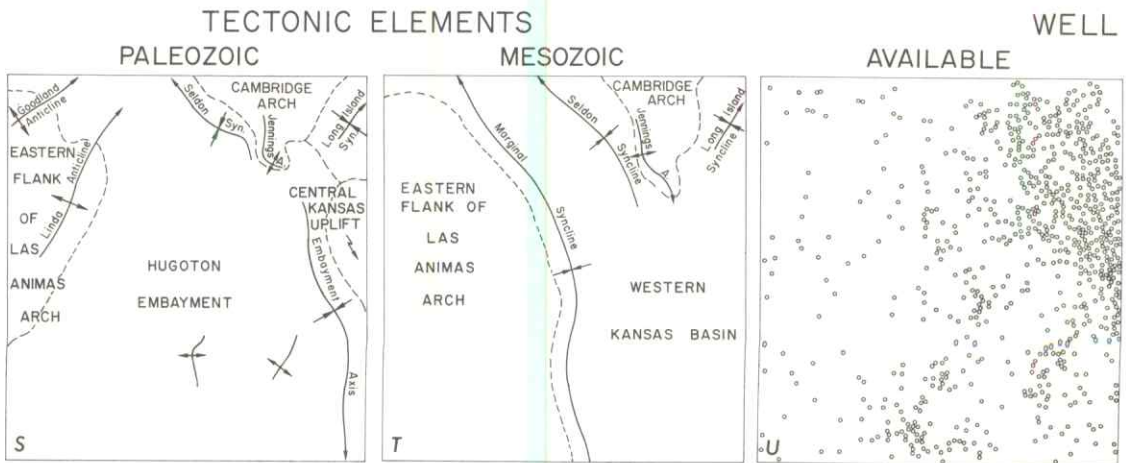 TECTONIC ELEMENTS
WELL
PALEOZOIC
MESOZOIC
AVAILABLE
Goodland
Anticline
EASTERN
FLANK
OF
LAS
ANIMAS
ARCH
Linda Anticline
Seldon Syn.
CAMBRIDGE
ARCH
Jennings A.
Long Island
Syn.
CENTRAL
KANSAS
UPLIFT
HUGOTON
EMBAYMENT
Embayment Axis
S
Marginal Syncline
Seldon Syncline
CAMBRIDGE
ARCH
Jennings A.
Long Island
Syncline
EASTERN
FLANK OF
LAS
ANIMAS
ARCH
WESTERN
KANSAS BASIN
T
U